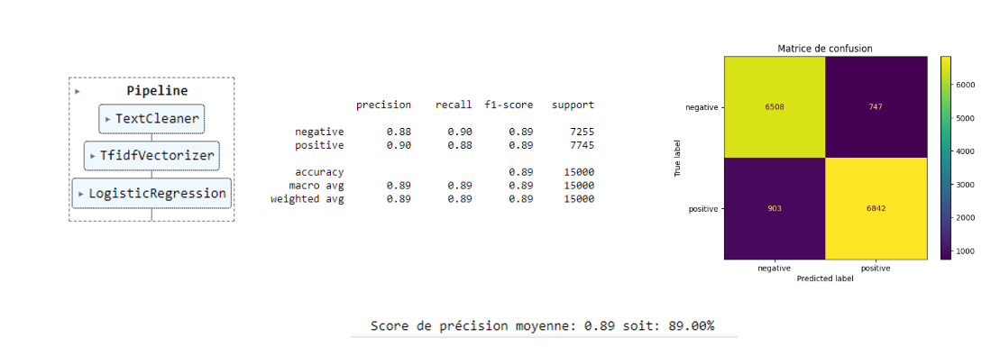 Pipeline
TextCleaner
TfidfVectorizer
LogisticRegression
precision recall f1-score support
negative 0.88 0.90 0.89 7255
positive 0.90 0.88 0.89 7745
accuracy 0.89 15000
macro avg 0.89 0.89 0.89 15000
weighted avg 0.89 0.89 0.89 15000
Matrice de confusion
True label
negative
6508 747
positive
903 6842
negative positive
Predicted label
6000
5000
4000
3000
2000
1000
Score de précision moyenne: 0.89 soit: 89.00%